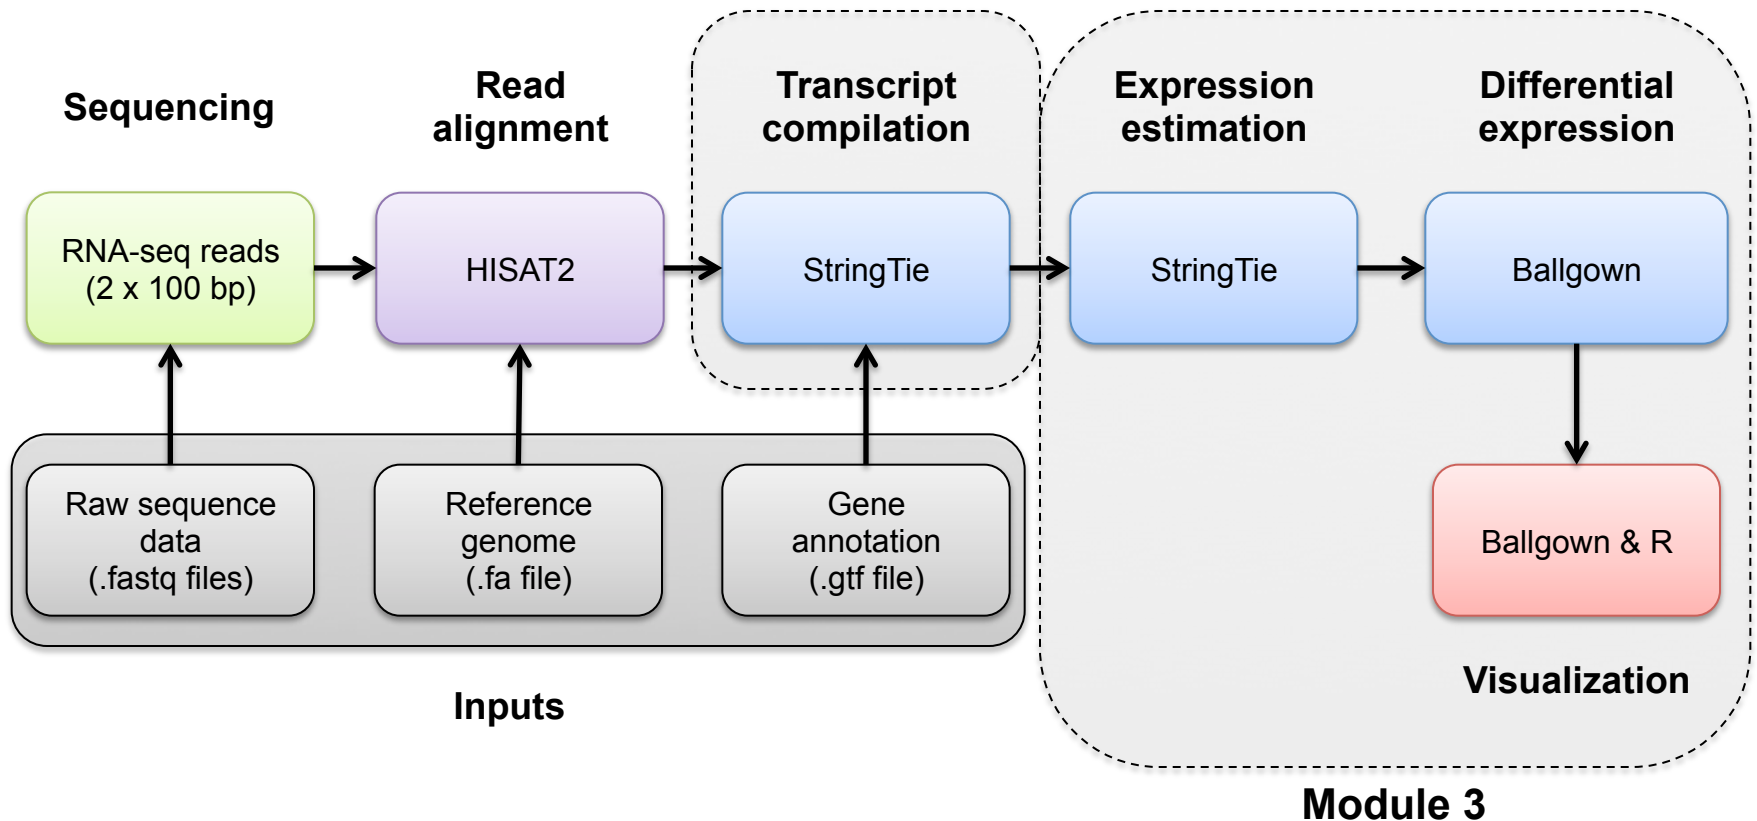 Sequencing
Read
alignment
Transcript
compilation
Expression
estimation
Differential
expression
RNA-seq reads
(2 x 100 bp)
HISAT2
StringTie
StringTie
Ballgown
Raw sequence
data
(.fastq files)
Reference
genome
(.fa file)
Gene
annotation
(.gtf file)
Ballgown & R
Inputs
Visualization
Module 3